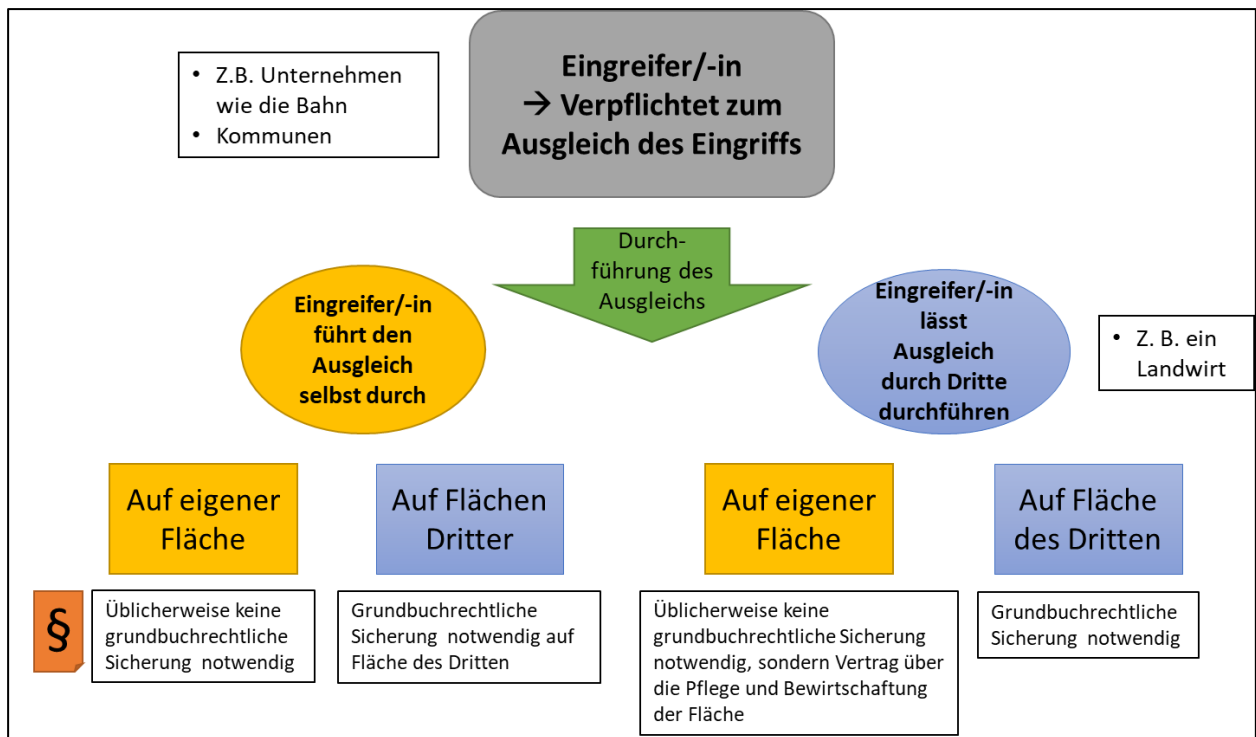 • Z.B. Unternehmen
wie die Bahn
• Kommunen
Eingreifer/-in
→ Verpflichtet zum
Ausgleich des Eingriffs
Durch-
führung des
Ausgleichs
Eingreifer/-in
führt den
Ausgleich
selbst durch
Eingreifer/-in
lässt
Ausgleich
durch Dritte
durchführen
• Z. B. ein
Landwirt
Auf eigener
Fläche
Auf Flächen
Dritter
Auf eigener
Fläche
Auf Fläche
des Dritten
§
Üblicherweise keine
grundbuchrechtliche
Sicherung notwendig
Grundbuchrechtliche
Sicherung notwendig auf
Fläche des Dritten
Üblicherweise keine
grundbuchrechtliche Sicherung
notwendig, sondern Vertrag über
die Pflege und Bewirtschaftung
der Fläche
Grundbuchrechtliche
Sicherung notwendig